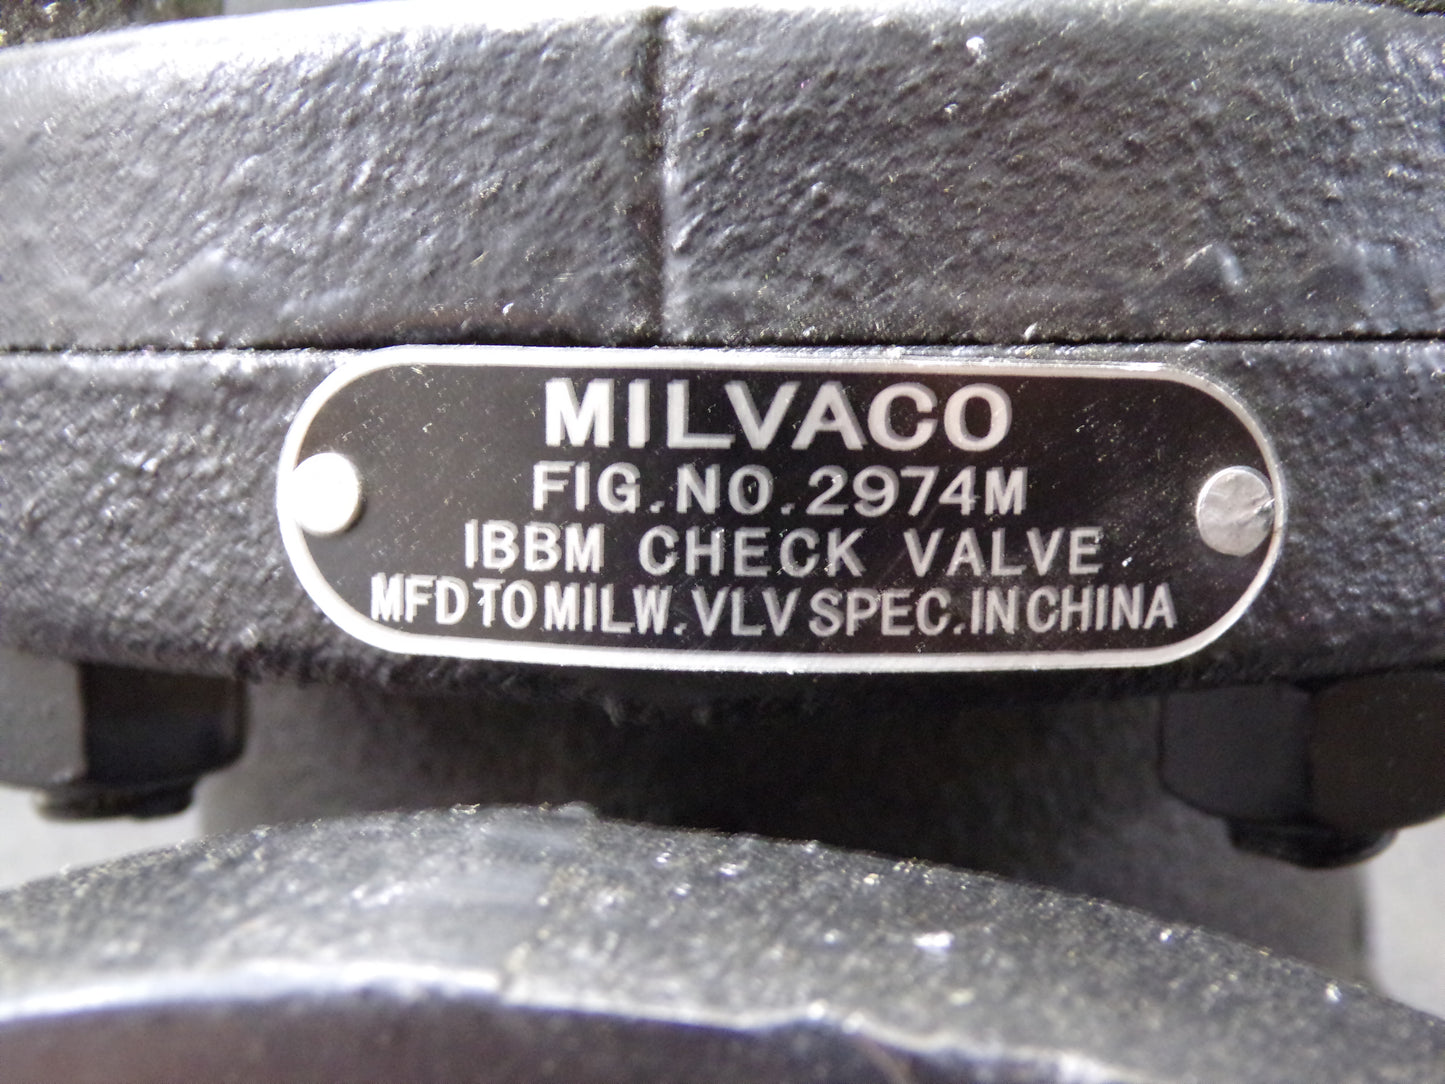 MILVACO
FIG.NO.2974M
IBBM CHECK VALVE
MFD TO MILW.VLV SPEC.IN CHINA